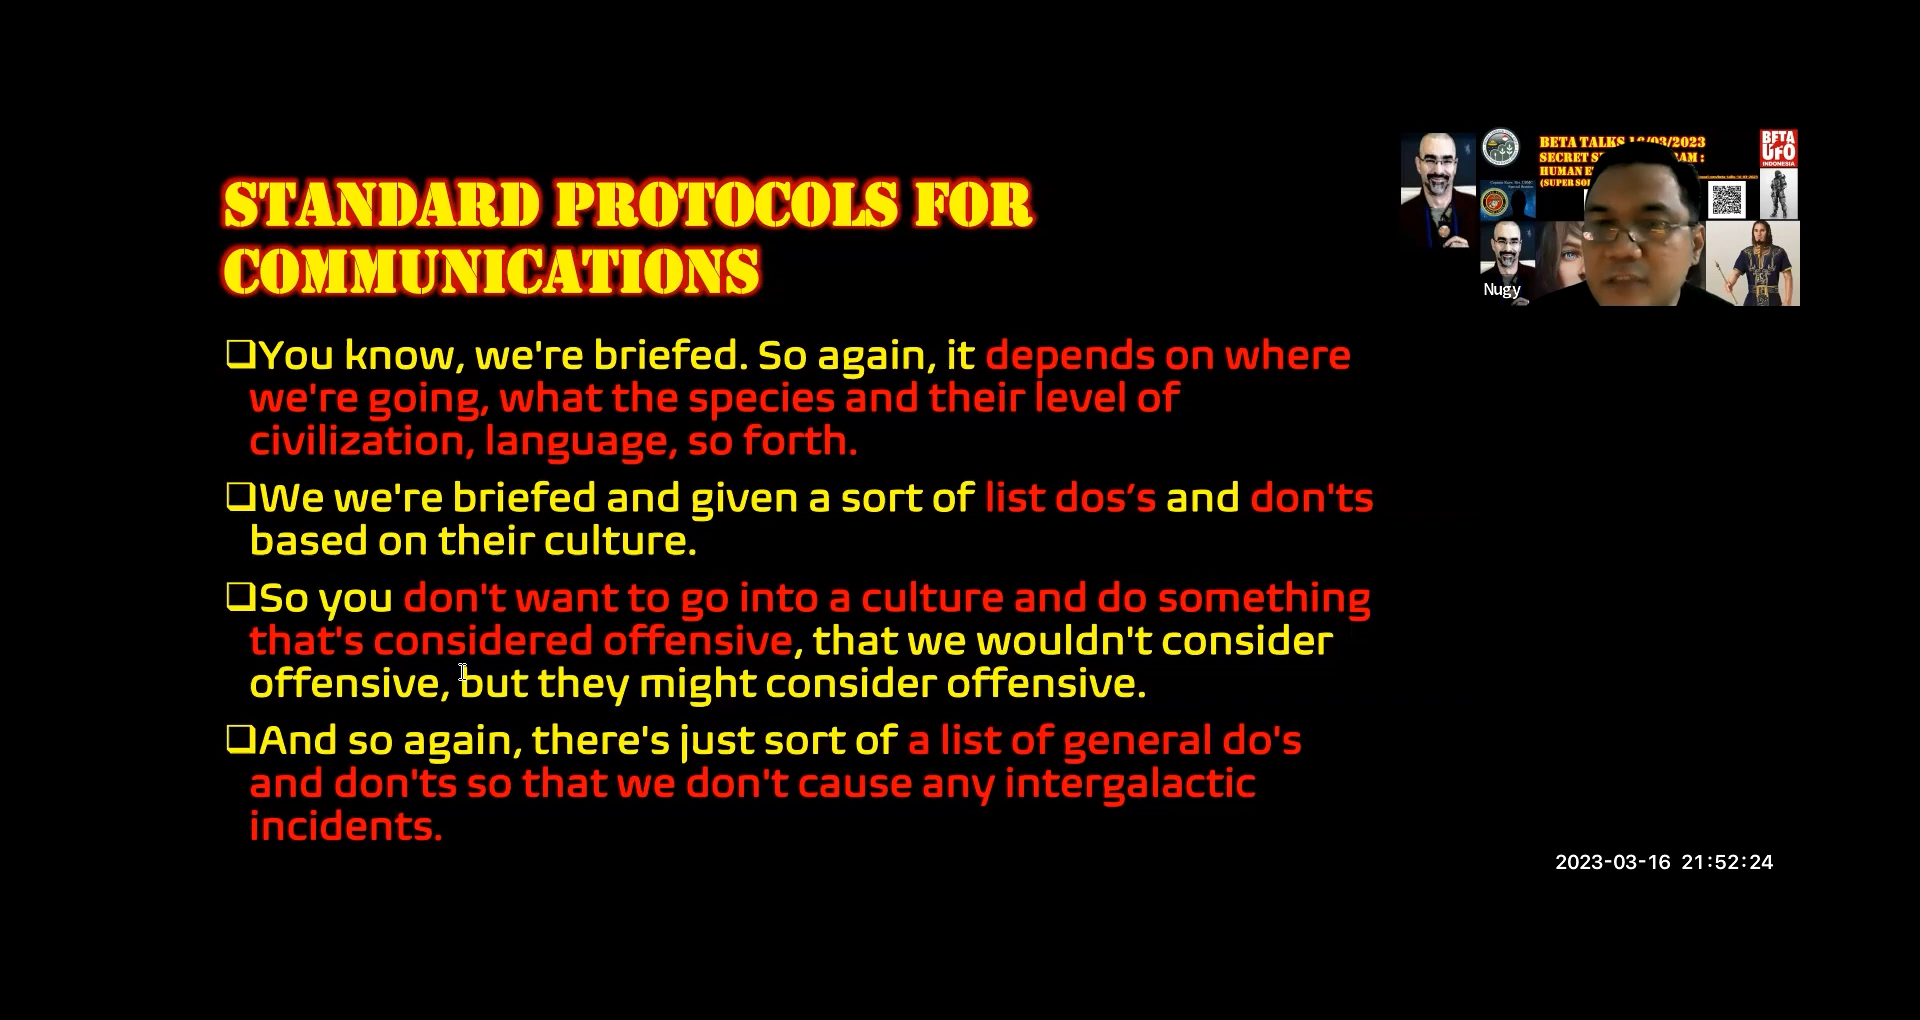 STANDARD PROTOCOLS FOR
COMMUNICATIONS
❑You know, we're briefed. So again, it depends on where
we're going, what the species and their level of
civilization, language, so forth.
❑We we're briefed and given a sort of list dos’s and don'ts
based on their culture.
❑So you don't want to go into a culture and do something
that's considered offensive, that we wouldn't consider
offensive, but they might consider offensive.
❑And so again, there's just sort of a list of general do's
and don'ts so that we don't cause any intergalactic
incidents.
BETA TALKS 16/03/2023
SECRET
HUMAN
(SUPER
BETA
UFO
INDONESIA
Nugy
2023-03-16 21:52:24